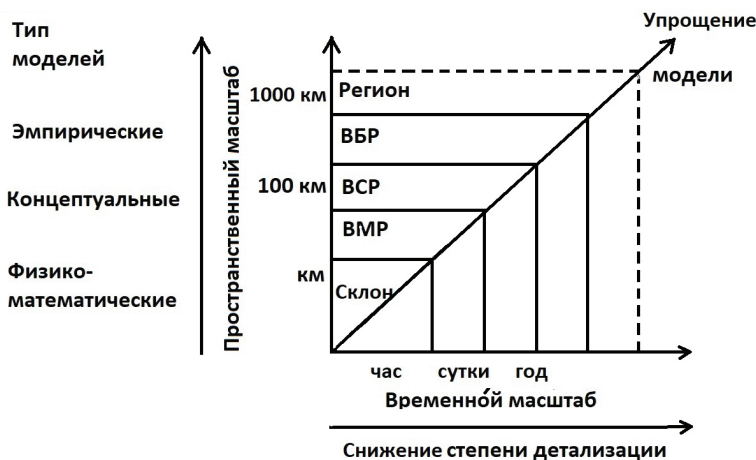 Тип
моделей
Эмпирические
Концептуальные
Физико-
математические
Пространственный масштаб
1000 км
100 км
км
Регион
ВБР
ВСР
ВМР
Склон
Упрощение
модели
час
сутки
год
Временно́й масштаб
Снижение степени детализации